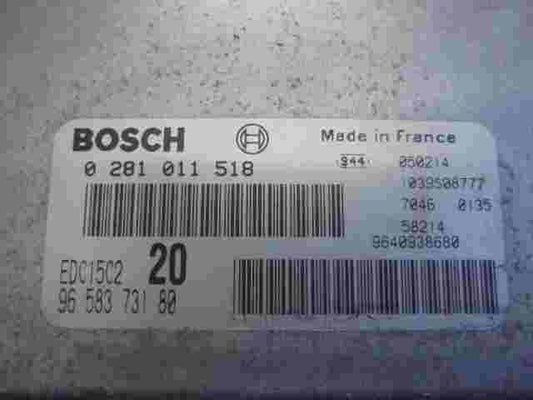 BOSCH
Made in France
0 281 011 518
944 050214
1039S08777
7046 0135
58214
9640938680
EDC15C2 20
96 583 731 80